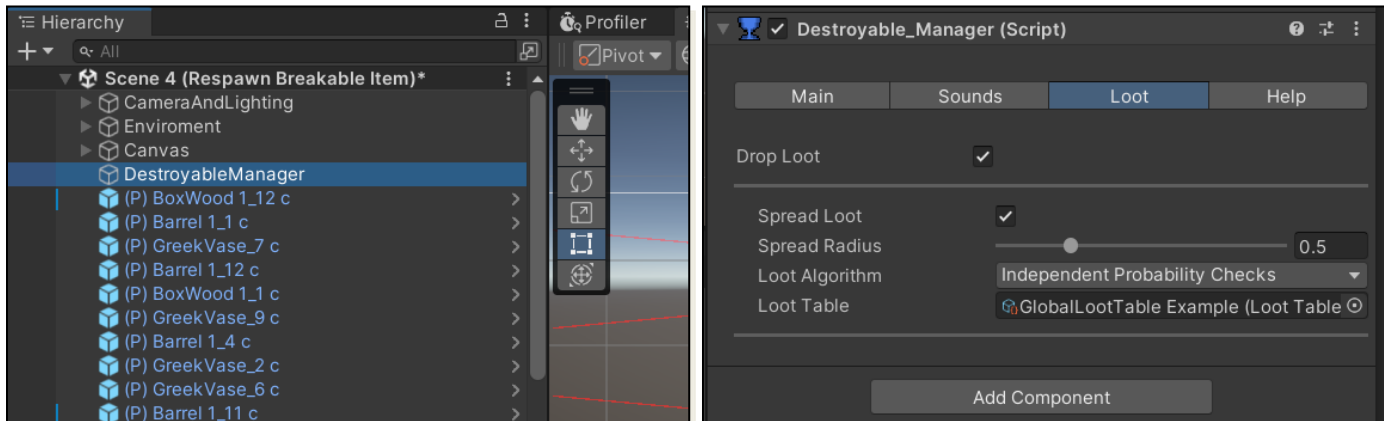 Hierarchy
All
Scene 4 (Respawn Breakable Item)*
CameraAndLighting
Enviroment
Canvas
DestroyableManager
(P) BoxWood 1_12 c
(P) Barrel 1_1 c
(P) GreekVase_7 c
(P) Barrel 1_12 c
(P) BoxWood 1_1 c
(P) GreekVase_9 c
(P) Barrel 1_4 c
(P) GreekVase_2 c
(P) GreekVase_6 c
(P) Barrel 1_11 c
Profiler
Pivot
Destroyable_Manager (Script)
Main Sounds Loot Help
Drop Loot
Spread Loot
Spread Radius 0.5
Loot Algorithm Independent Probability Checks
Loot Table GlobalLootTable Example (Loot Table
Add Component